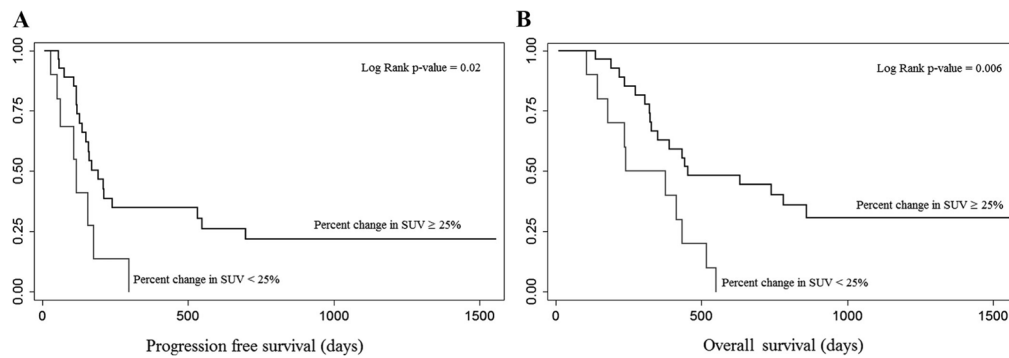 A
B
1.00
0.75
0.50
0.25
0.00
Log Rank p-value = 0.02
Percent change in SUV ≥ 25%
Percent change in SUV < 25%
0
500
1000
1500
Progression free survival (days)
1.00
0.75
0.50
0.25
0.00
Log Rank p-value = 0.006
Percent change in SUV ≥ 25%
Percent change in SUV < 25%
0
500
1000
1500
Overall survival (days)